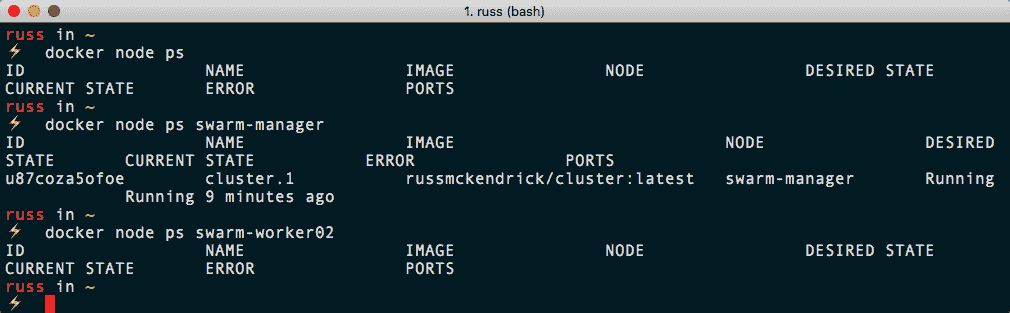 1. russ (bash)
russ in ~
⚡ docker node ps
ID NAME IMAGE NODE DESIRED STATE
CURRENT STATE ERROR PORTS
russ in ~
⚡ docker node ps swarm-manager
ID NAME IMAGE NODE DESIRED
STATE CURRENT STATE ERROR PORTS
u87coza5ofoe cluster.1 russmckendrick/cluster:latest swarm-manager Running
Running 9 minutes ago
russ in ~
⚡ docker node ps swarm-worker02
ID NAME IMAGE NODE DESIRED STATE
CURRENT STATE ERROR PORTS
russ in ~
⚡